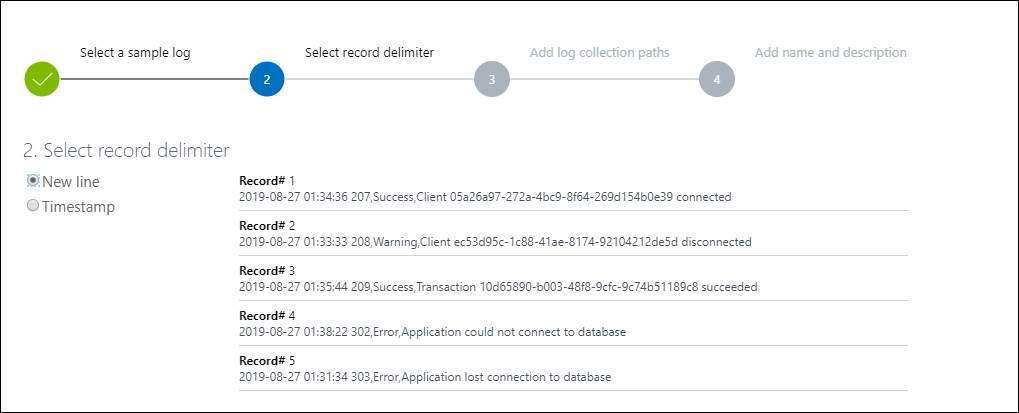 Select a sample log
Select record delimiter
Add log collection paths
Add name and description
2
3
4
2. Select record delimiter
New line
Timestamp
Record# 1
2019-08-27 01:34:36 207,Success,Client 05a26a97-272a-4bc9-8f64-269d154b0e39 connected
Record# 2
2019-08-27 01:33:33 208,Warning,Client ec53d95c-1c88-41ae-8174-92104212de5d disconnected
Record# 3
2019-08-27 01:35:44 209,Success,Transaction 10d65890-b003-48f8-9cfc-9c74b51189c8 succeeded
Record# 4
2019-08-27 01:38:22 302,Error,Application could not connect to database
Record# 5
2019-08-27 01:31:34 303,Error,Application lost connection to database